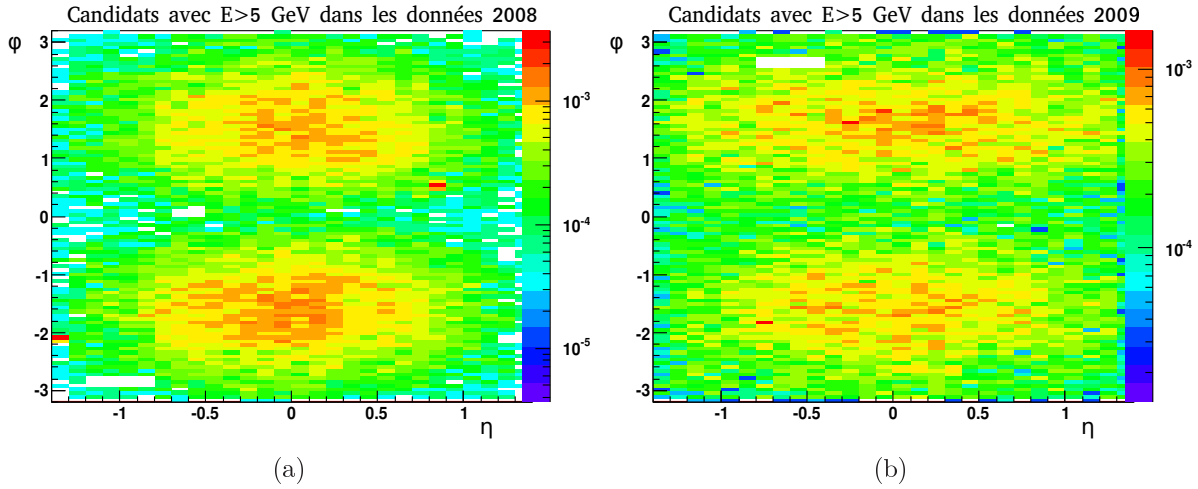 Candidats avec E>5 GeV dans les données 2008
φ
3
2
1
0
-1
-2
-3
-1 -0.5 0 0.5 1
η
10⁻³
10⁻⁴
10⁻⁵
(a)
Candidats avec E>5 GeV dans les données 2009
φ
3
2
1
0
-1
-2
-3
-1 -0.5 0 0.5 1
η
10⁻³
10⁻⁴
(b)